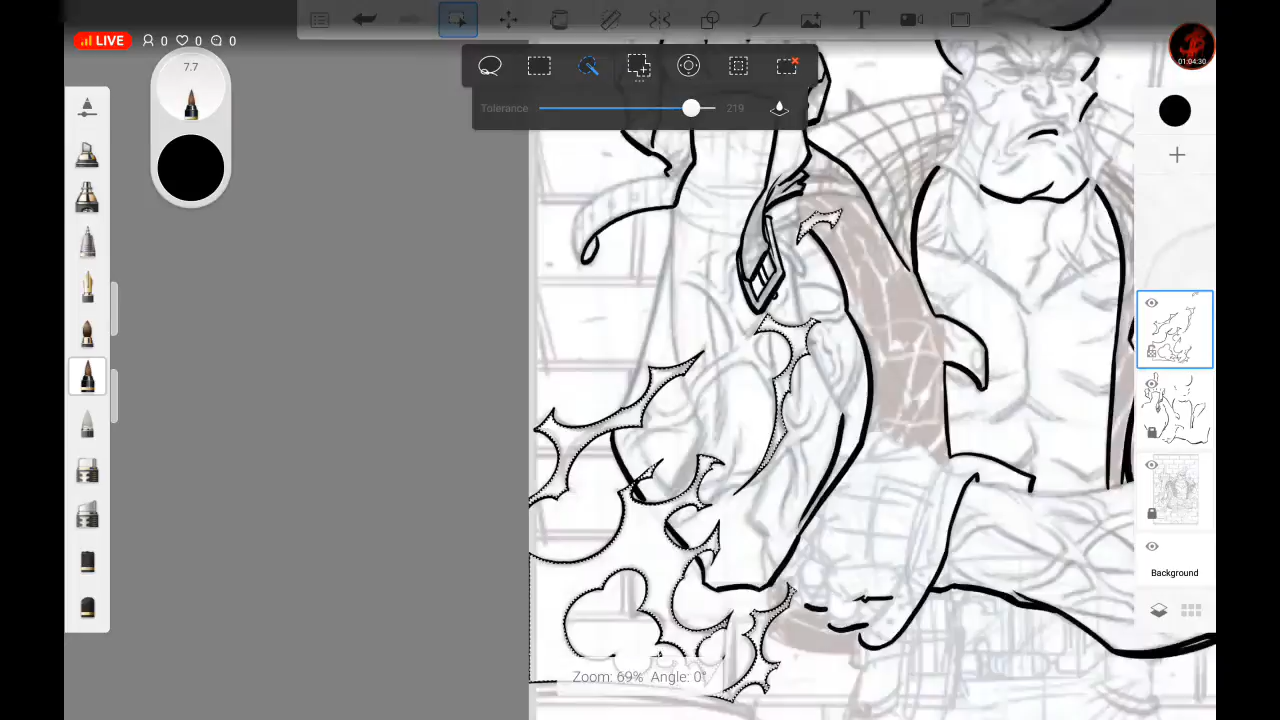 LIVE 0 0 0
01:04:30
7.7
T
Tolerance 219
Background
Zoom: 69% Angle: 0°